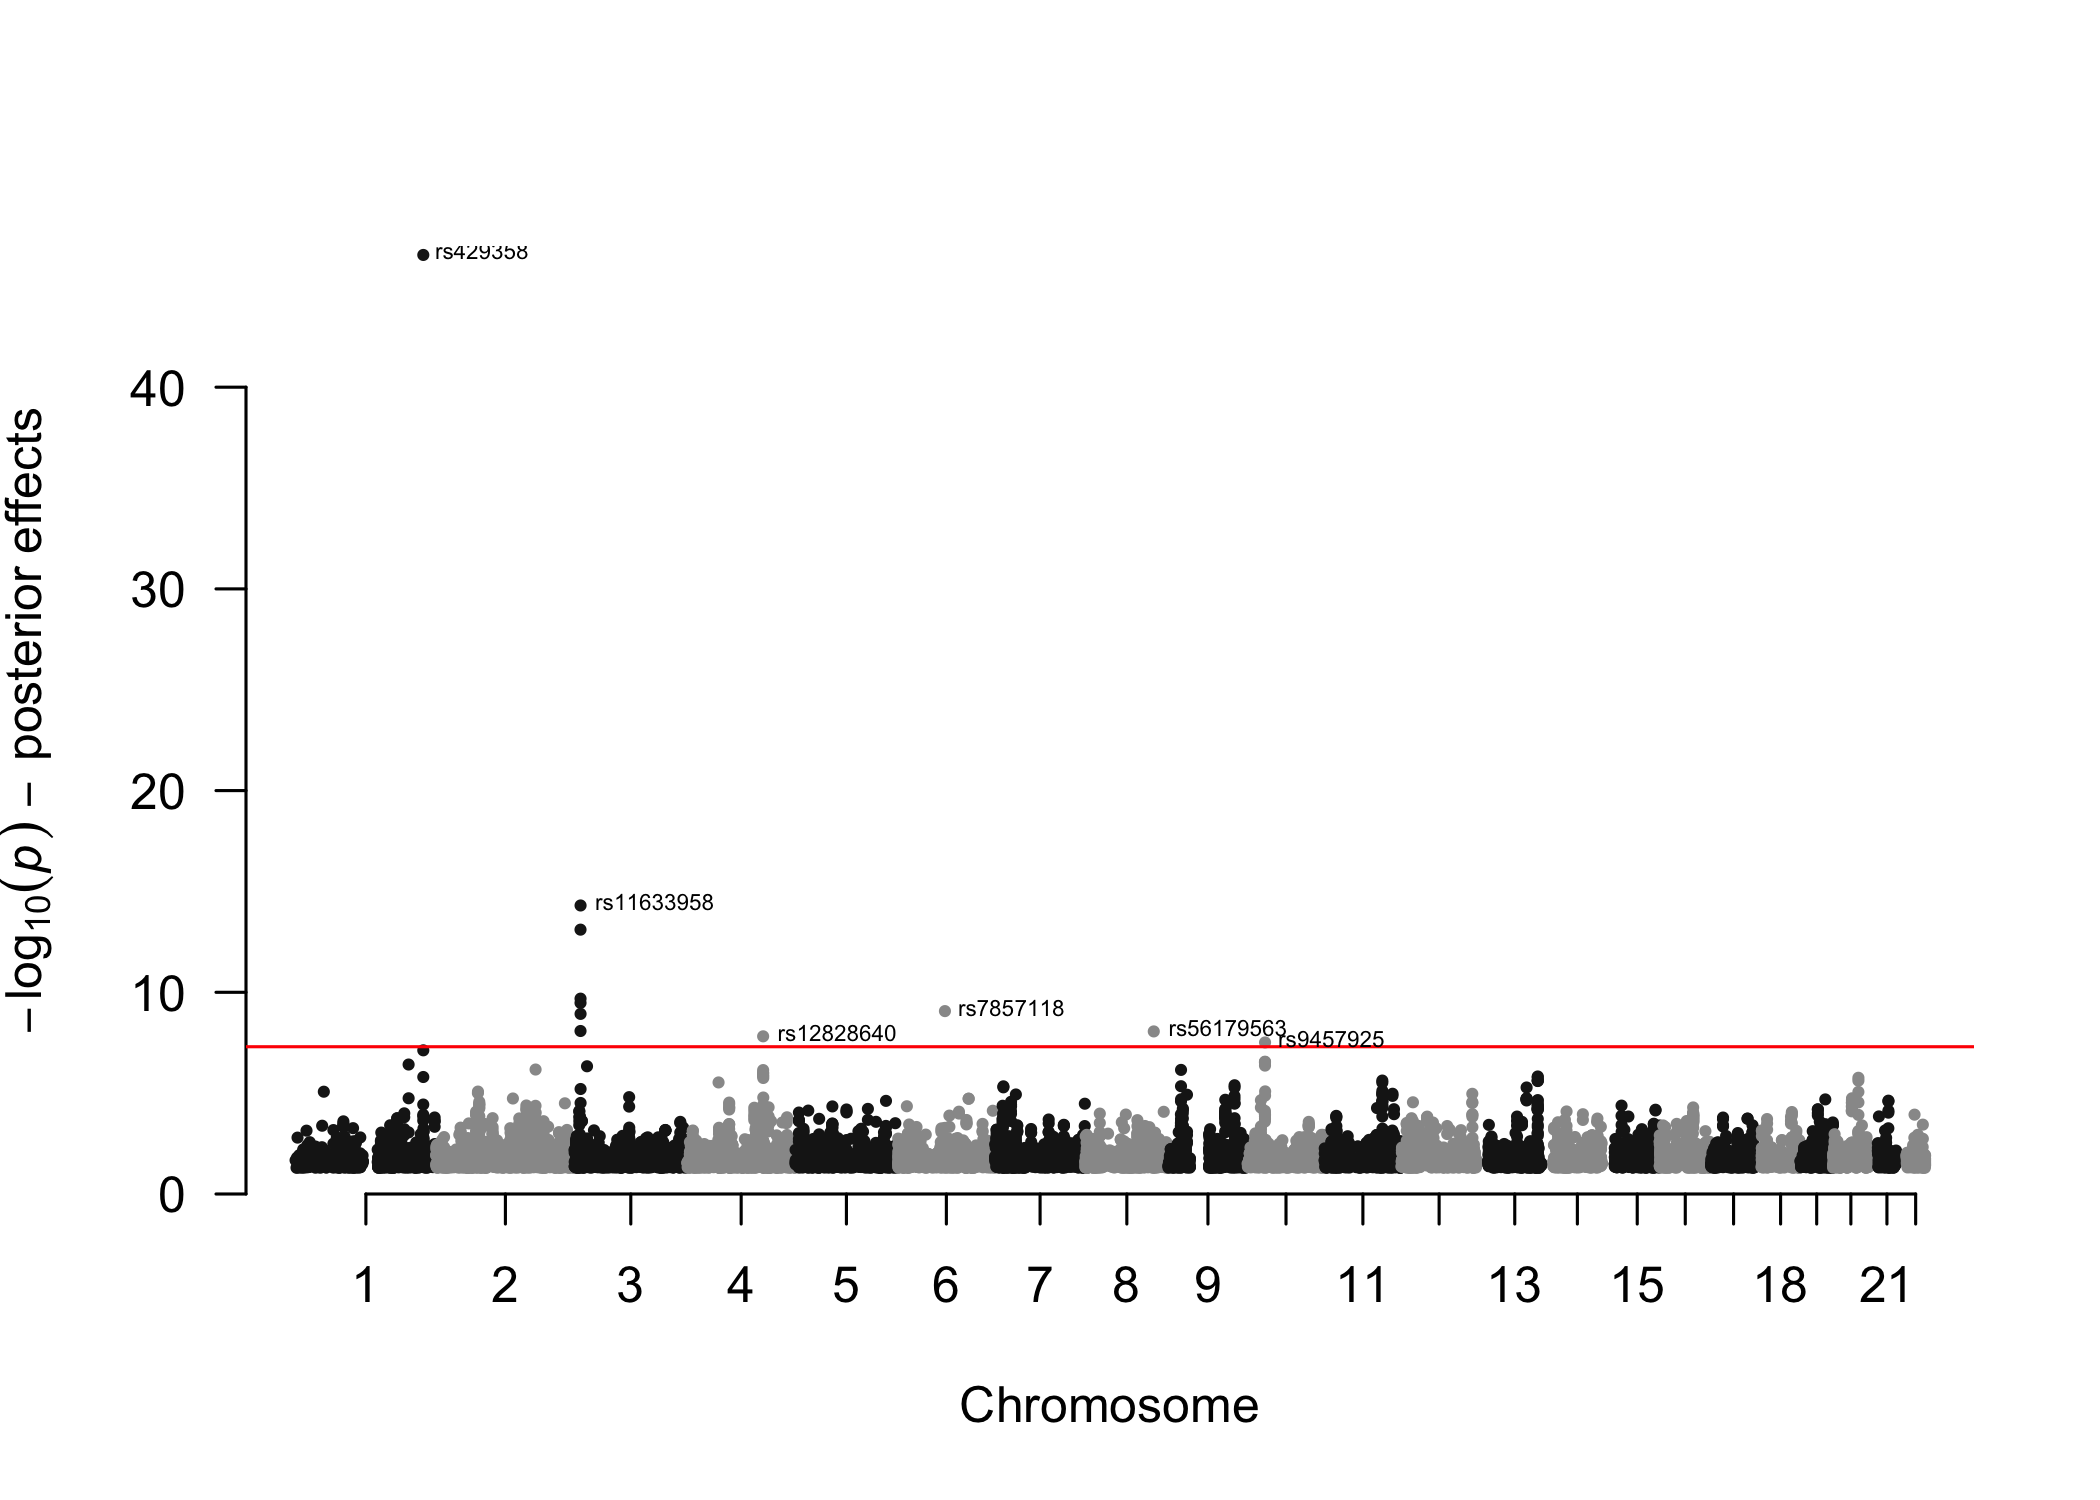 rs429358
40
30
20
10
0
−log10(p) − posterior effects
rs11633958
rs7857118
rs12828640
rs56179563
rs9457925
1 2 3 4 5 6 7 8 9 11 13 15 18 21
Chromosome